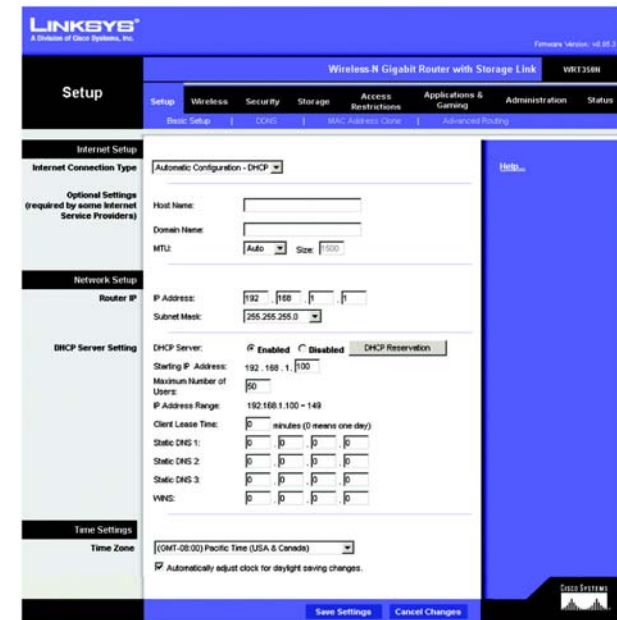 LINKSYS®
A Division of Cisco Systems, Inc.
Firmware Version: v0.05.3
Wireless-N Gigabit Router with Storage Link WRT350N
Setup
Setup Wireless Security Storage Access Restrictions Applications & Gaming Administration Status
Basic Setup | DDNS | MAC Address Clone | Advanced Routing
Internet Setup
Internet Connection Type Automatic Configuration - DHCP
Help...
Optional Settings
(required by some Internet
Service Providers)
Host Name:
Domain Name:
MTU: Auto Size: 1500
Network Setup
Router IP IP Address: 192 . 168 . 1 . 1
Subnet Mask: 255.255.255.0
DHCP Server Setting DHCP Server: Enabled Disabled DHCP Reservation
Starting IP Address: 192 . 168 . 1. 100
Maximum Number of
Users: 50
IP Address Range: 192.168.1.100 ~ 149
Client Lease Time: 0 minutes (0 means one day)
Static DNS 1: 0 . 0 . 0 . 0
Static DNS 2: 0 . 0 . 0 . 0
Static DNS 3: 0 . 0 . 0 . 0
WINS: 0 . 0 . 0 . 0
Time Settings
Time Zone (GMT-08:00) Pacific Time (USA & Canada)
Automatically adjust clock for daylight saving changes.
Save Settings Cancel Changes
CISCO SYSTEMS